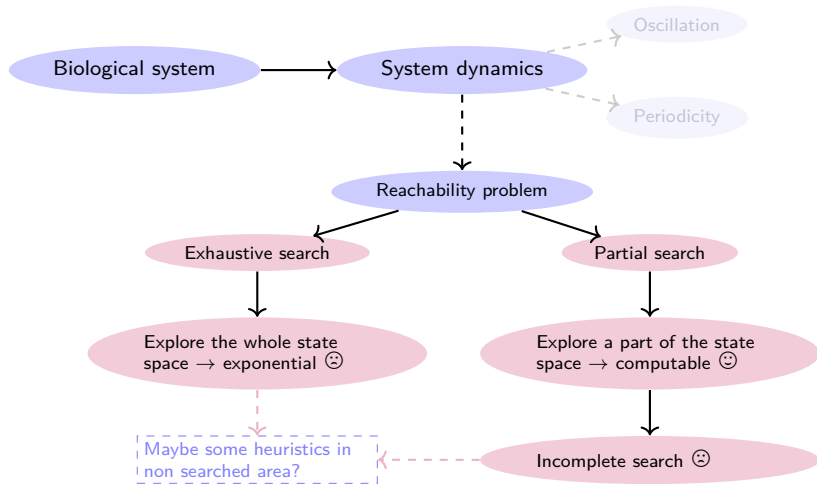 Oscillation
Biological system
System dynamics
Periodicity
Reachability problem
Exhaustive search
Partial search
Explore the whole state
space → exponential ☹
Explore a part of the state
space → computable ☺
Maybe some heuristics in
non searched area?
Incomplete search ☹